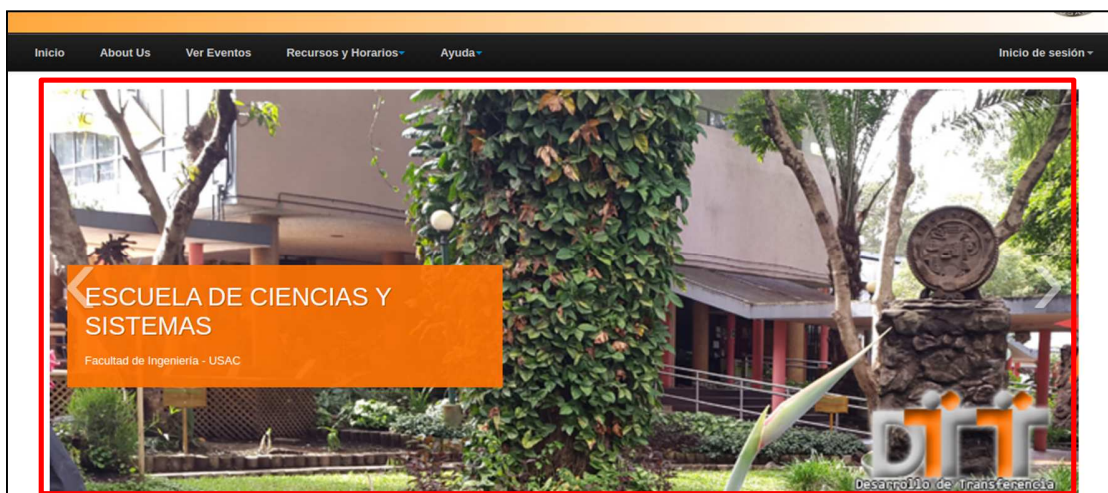 Inicio About Us Ver Eventos Recursos y Horarios Ayuda Inicio de sesión
ESCUELA DE CIENCIAS Y
SISTEMAS
Facultad de Ingeniería - USAC
DTT
Desarrollo de Transferencia